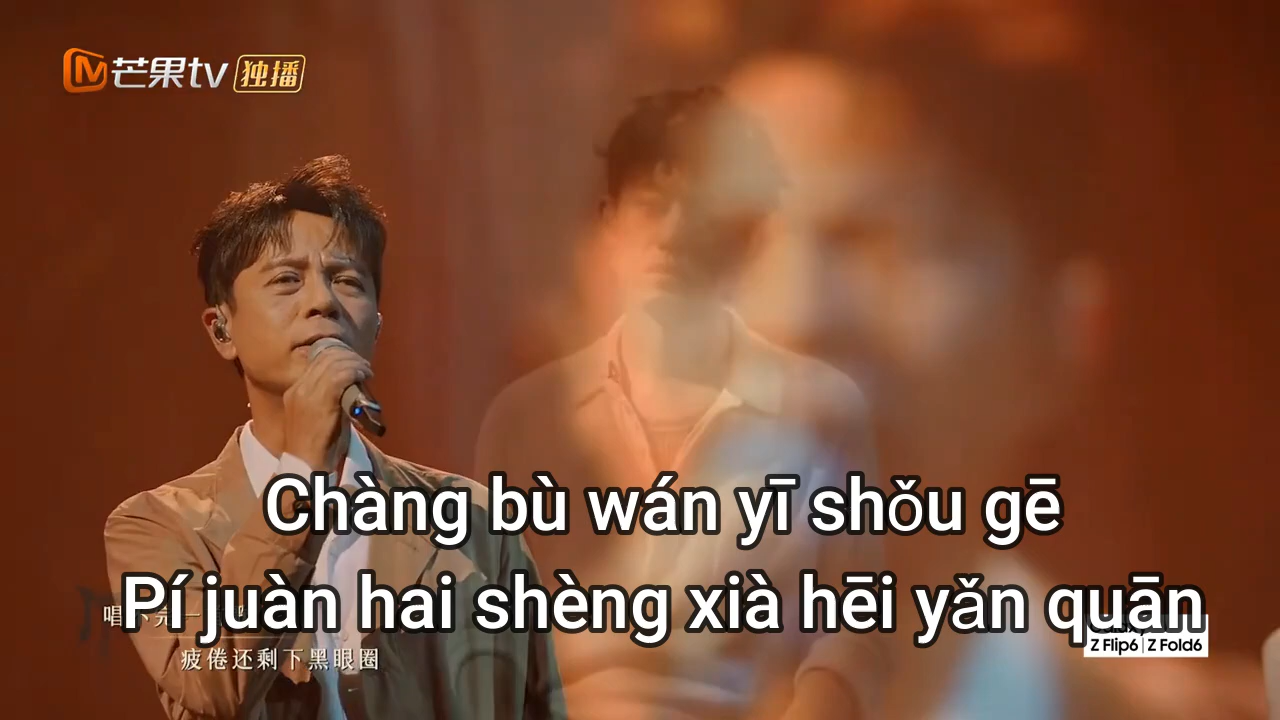 芒果tv 独播
Chàng bù wán yī shǒu gē
Pí juàn hai shèng xià hēi yǎn quān
唱
疲倦还剩下黑眼圈
Z Flip6 | Z Fold6